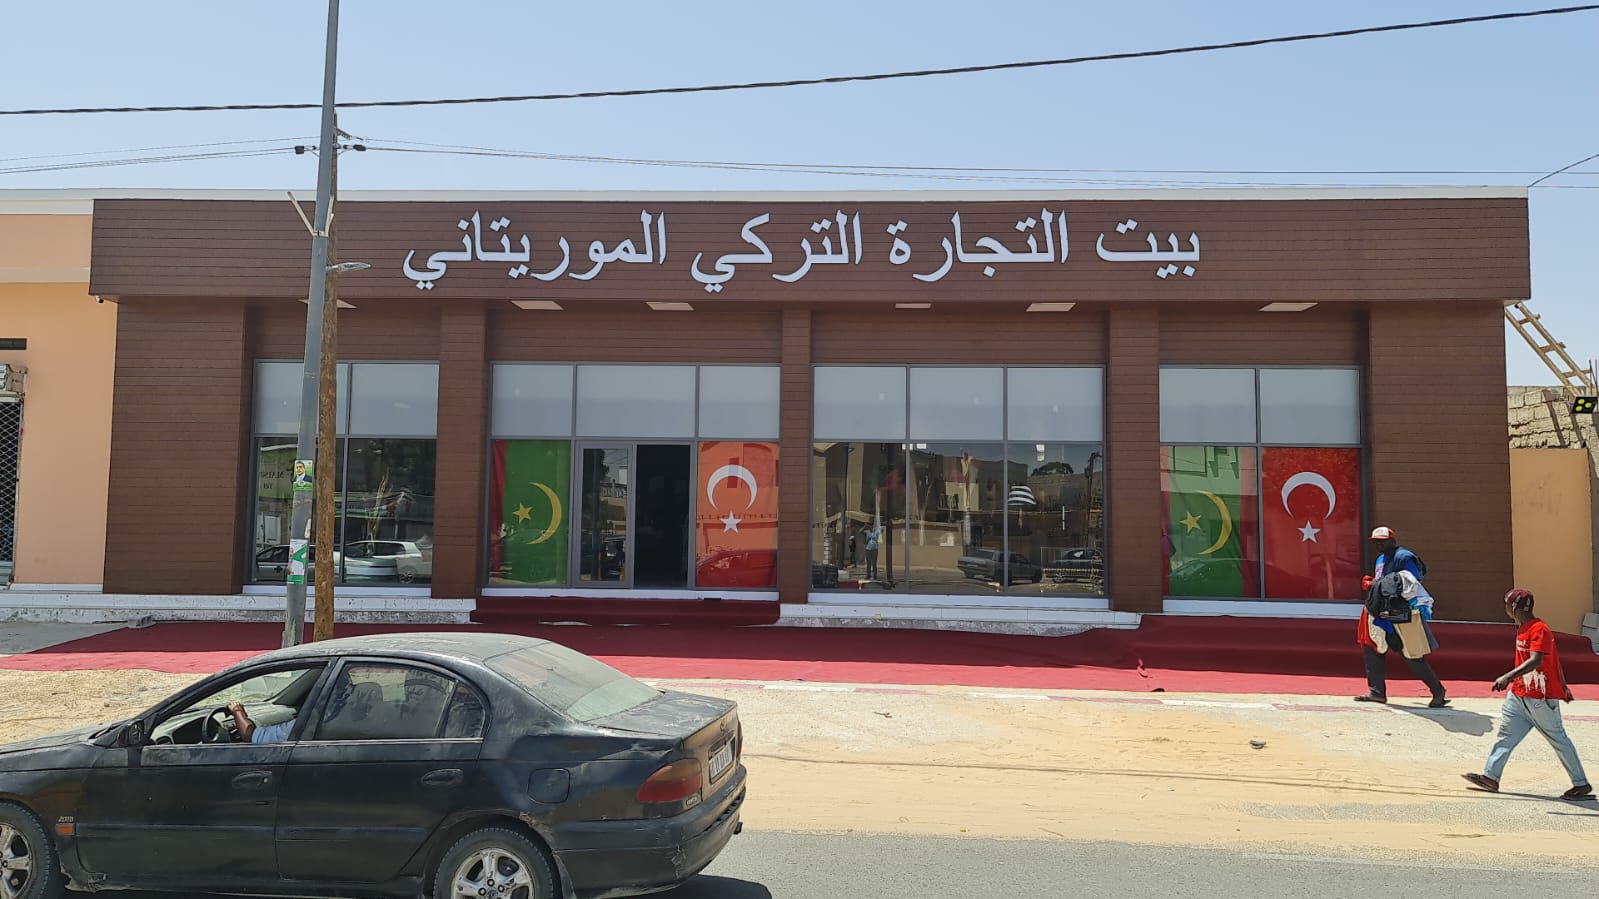 بيت التجارة التركي الموريتاني